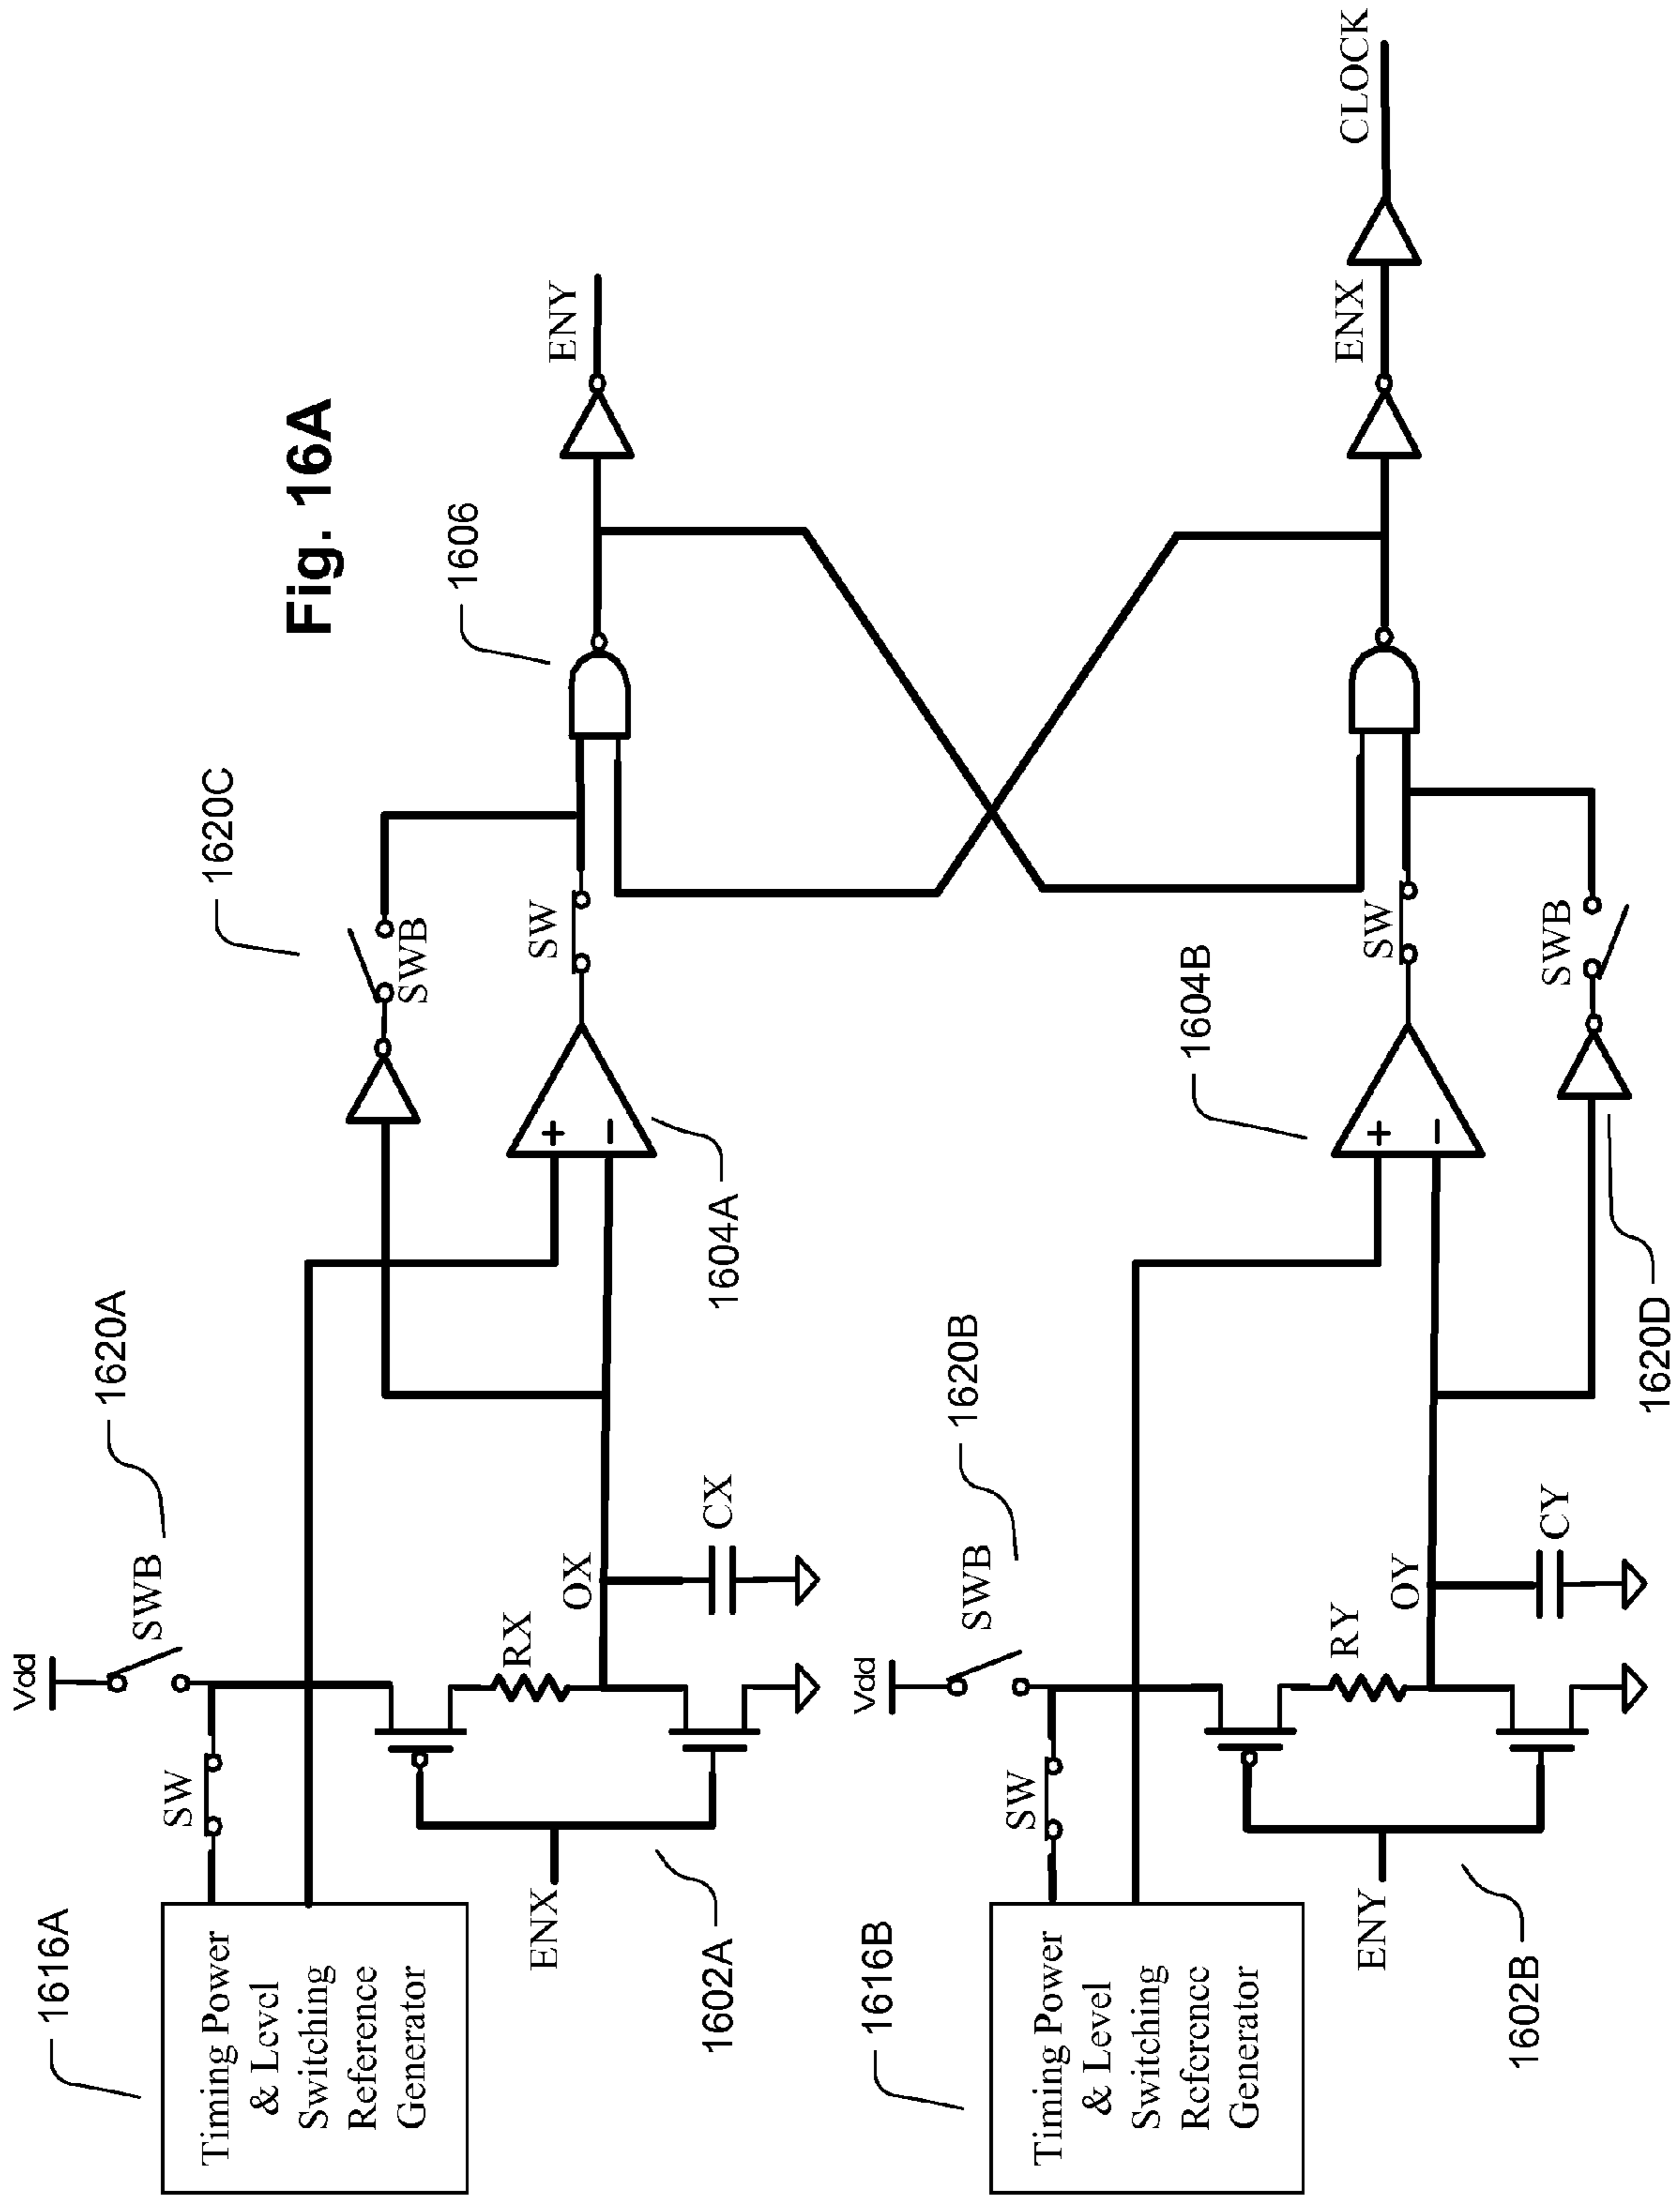 Fig. 16A
1616A
Timing Power
& Level
Switching
Reference
Generator
SW
Vdd
SWB
1620A
ENX
1602A
RX
OX
CX
1604A
+
−
1620C
SWB
SW
1606
ENY
1616B
Timing Power
& Level
Switching
Reference
Generator
SW
Vdd
SWB
1620B
ENY
1602B
RY
OY
CY
1604B
+
−
1620D
SW
SWB
ENX
CLOCK